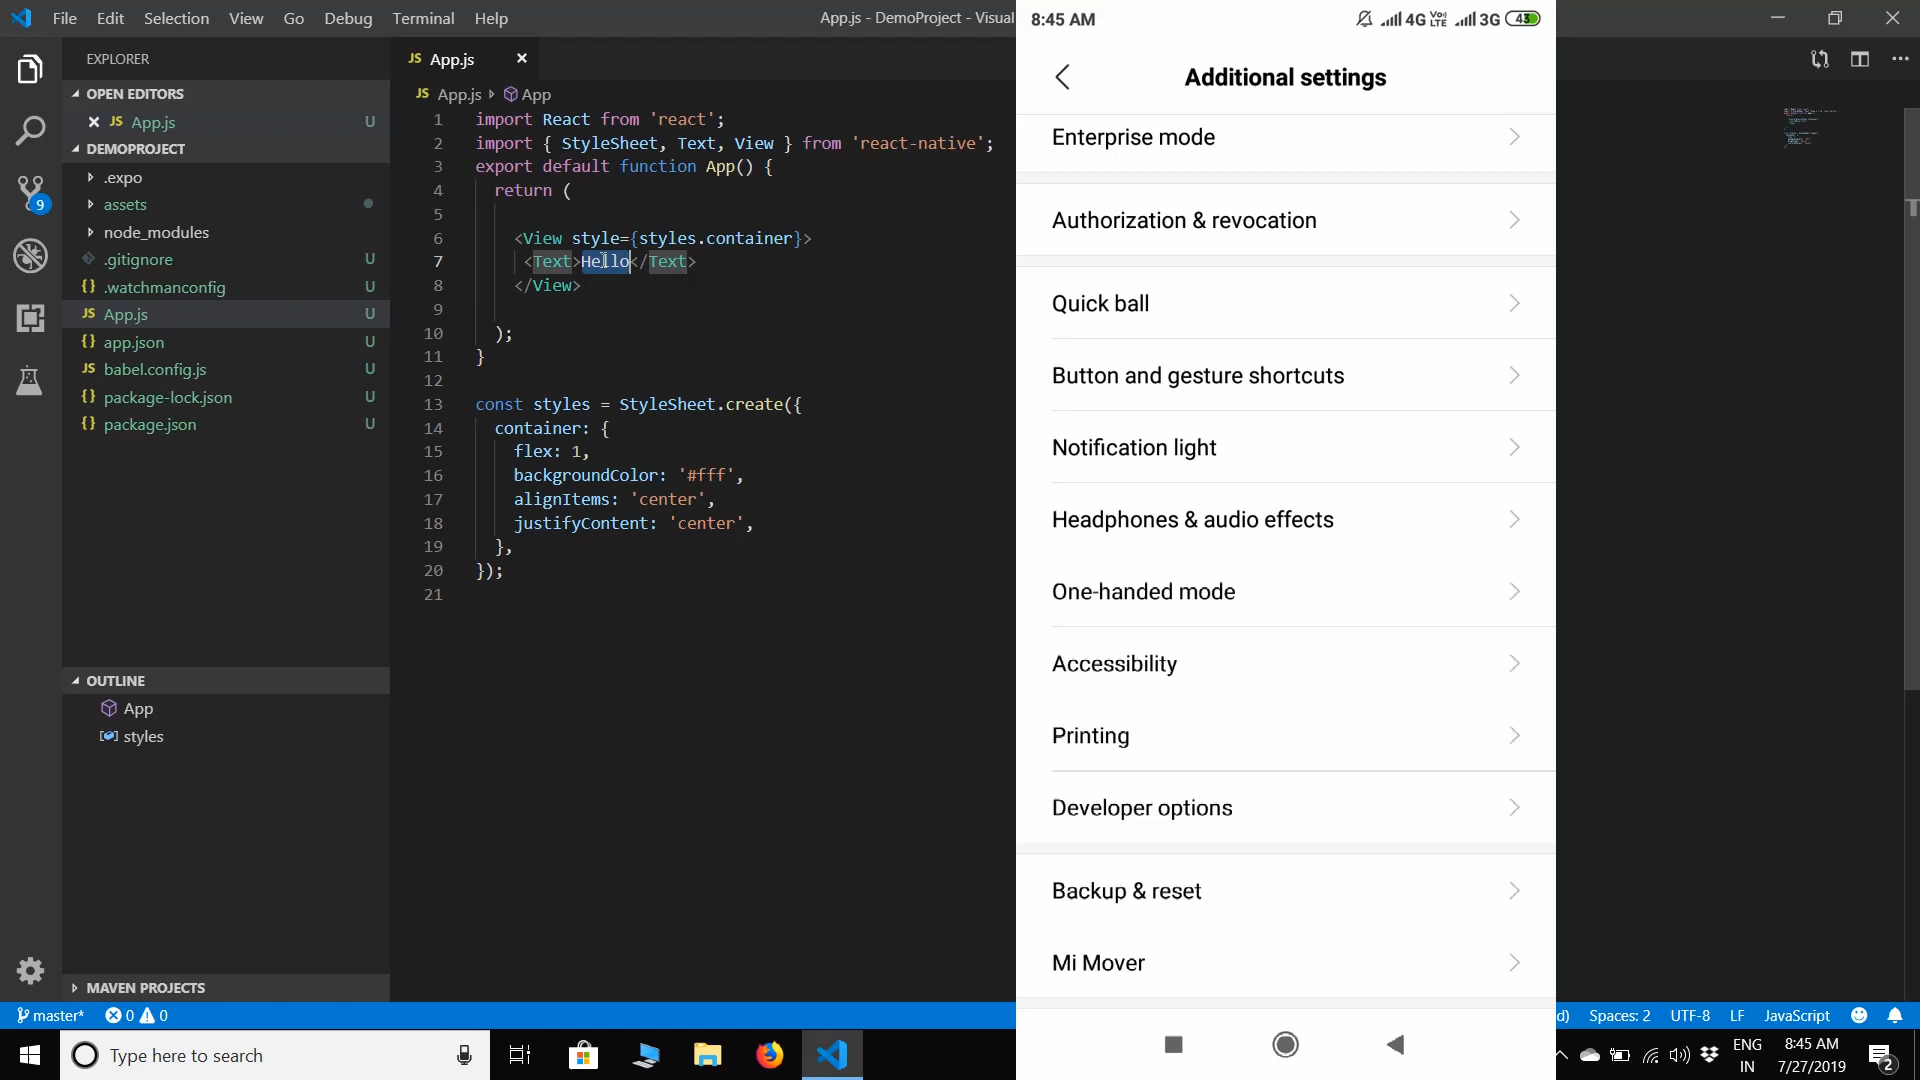 File Edit Selection View Go Debug Terminal Help
App.js - DemoProject - Visual
EXPLORER
OPEN EDITORS
JS App.js U
DEMOPROJECT
.expo
assets
node_modules
.gitignore U
{} .watchmanconfig U
JS App.js U
{} app.json U
JS babel.config.js U
{} package-lock.json U
{} package.json U
OUTLINE
App
styles
MAVEN PROJECTS
9
JS App.js
JS App.js App
1 import React from 'react';
2 import { StyleSheet, Text, View } from 'react-native';
3 export default function App() {
4 return (
5
6 <View style={styles.container}>
7 <Text>Hello</Text>
8 </View>
9
10 );
11 }
12
13 const styles = StyleSheet.create({
14 container: {
15 flex: 1,
16 backgroundColor: '#fff',
17 alignItems: 'center',
18 justifyContent: 'center',
19 },
20 });
21
8:45 AM 4G VoLTE 3G 43
Additional settings
Enterprise mode
Authorization & revocation
Quick ball
Button and gesture shortcuts
Notification light
Headphones & audio effects
One-handed mode
Accessibility
Printing
Developer options
Backup & reset
Mi Mover
master* 0 0
d) Spaces: 2 UTF-8 LF JavaScript
Type here to search
ENG
IN
8:45 AM
7/27/2019
2